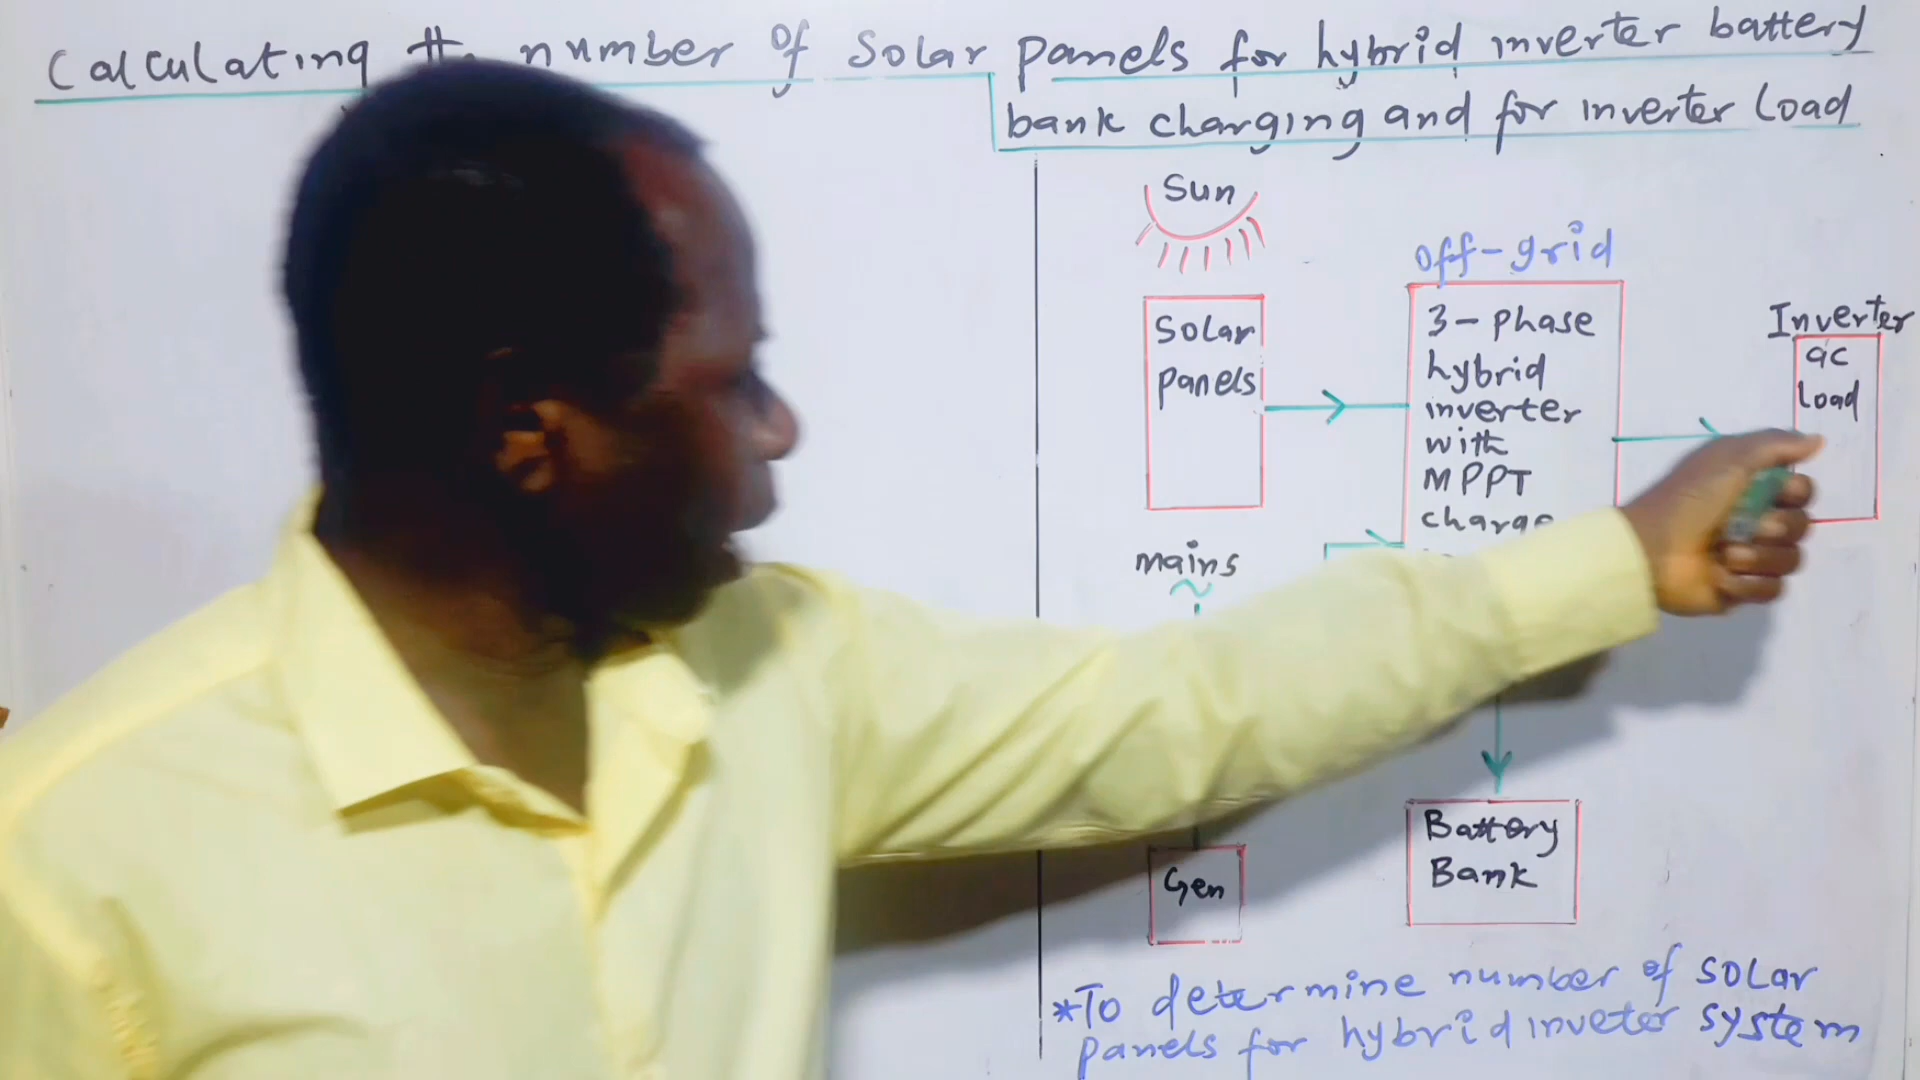 Calculating number of Solar panels for hybrid inverter battery
bank charging and for inverter Load
Sun
Off-grid
Solar
panels
3-phase
hybrid
inverter
with
MPPT
charge
Inverter
ac
Load
mains
~
Gen
Battery
Bank
*To determine number of SOLar
panels for hybrid inveter system